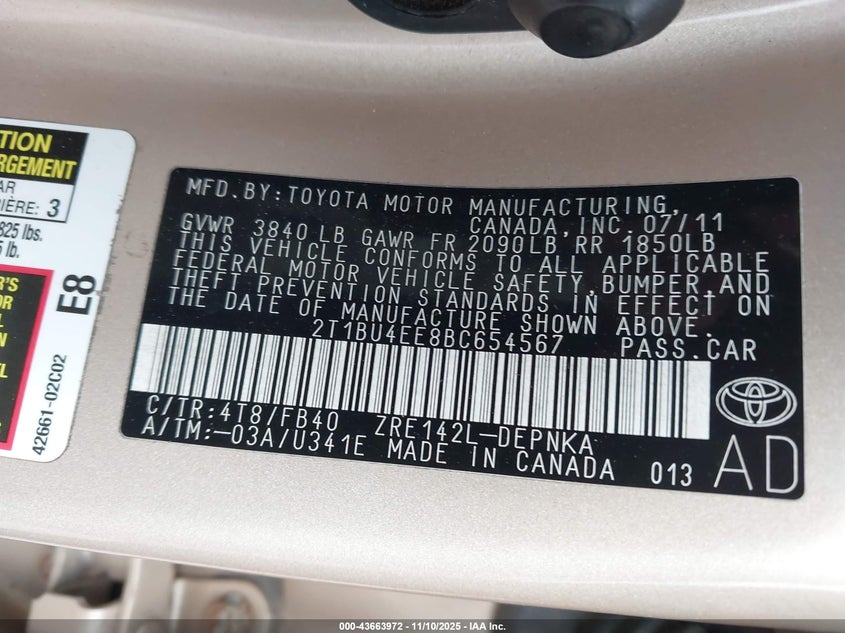 TION
RGEMENT
AR
IÈRE: 3
825 lbs.
5 lb.
E8
42661-02C02
MFD.BY:TOYOTA MOTOR MANUFACTURING,
CANADA,INC. 07/11
GVWR 3840 LB GAWR FR 2090LB, RR 1850LB
THIS VEHICLE CONFORMS TO ALL APPLICABLE
FEDERAL MOTOR VEHICLE SAFETY,BUMPER,AND
THEFT PREVENTION STANDARDS IN EFFECT ON
THE DATE OF MANUFACTURE SHOWN ABOVE.
2T1BU4EE8BC654567 PASS.CAR
C/TR:4T8/FB40 ZRE142L-DEPNKA
A/TM:-03A/U341E MADE IN CANADA 013
AD
000-43663972 - 11/10/2025 - IAA Inc.